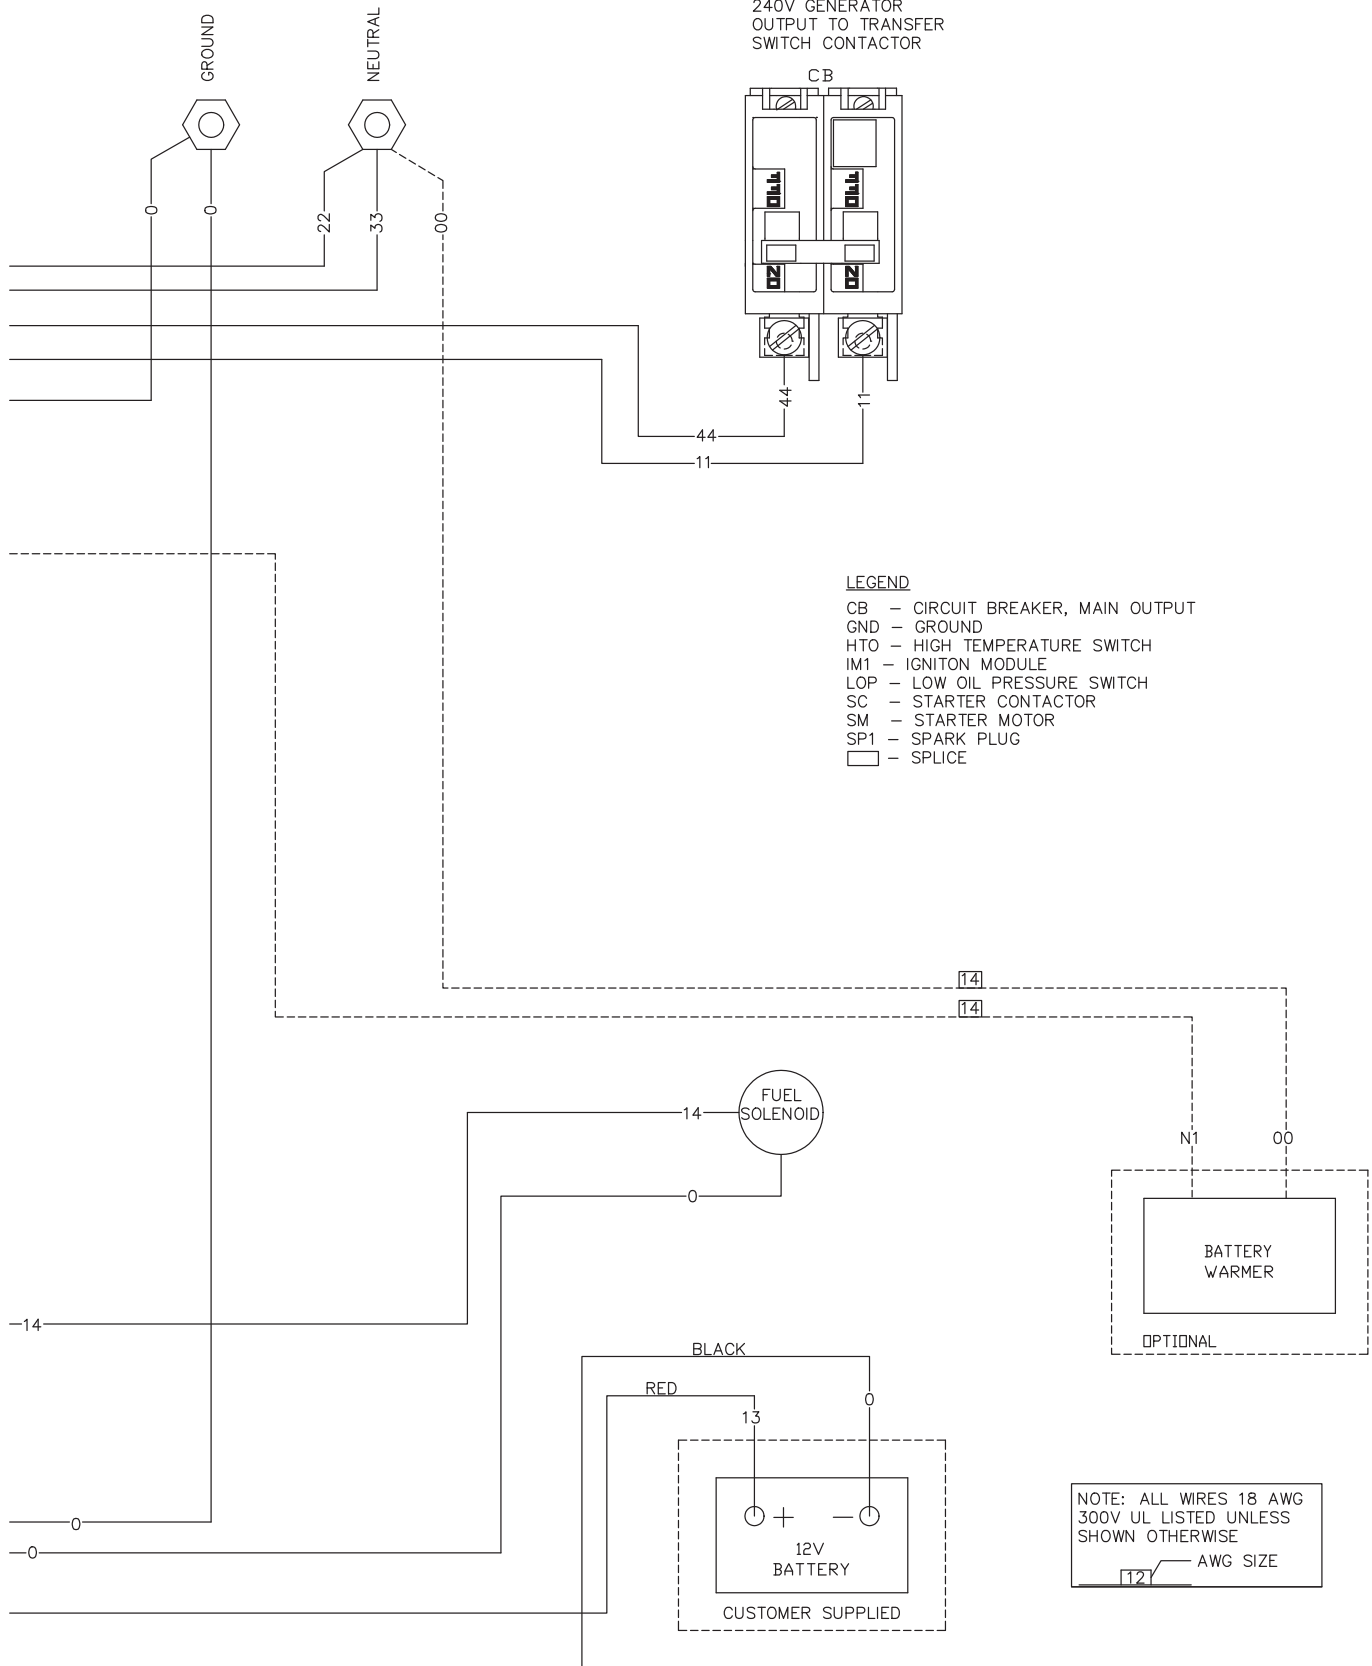 240V GENERATOR
OUTPUT TO TRANSFER
SWITCH CONTACTOR
GROUND
NEUTRAL
CB
OFF
OFF
ON
ON
0
0
22
33
00
44
11
44
11
LEGEND
CB – CIRCUIT BREAKER, MAIN OUTPUT
GND – GROUND
HTO – HIGH TEMPERATURE SWITCH
IM1 – IGNITON MODULE
LOP – LOW OIL PRESSURE SWITCH
SC – STARTER CONTACTOR
SM – STARTER MOTOR
SP1 – SPARK PLUG
– SPLICE
14
14
FUEL
SOLENOID
14
0
N1
00
BATTERY
WARMER
OPTIONAL
14
BLACK
RED
13
0
+
–
12V
BATTERY
CUSTOMER SUPPLIED
0
0
NOTE: ALL WIRES 18 AWG
300V UL LISTED UNLESS
SHOWN OTHERWISE
AWG SIZE
12